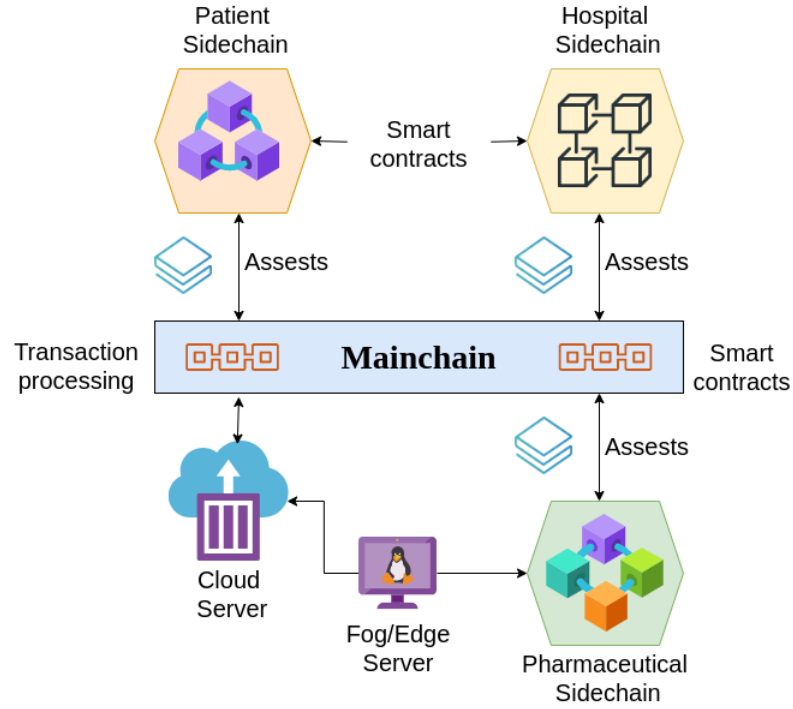 Patient
Sidechain
Hospital
Sidechain
Smart
contracts
Assests
Assests
Transaction
processing
Mainchain
Smart
contracts
Assests
Cloud
Server
Fog/Edge
Server
Pharmaceutical
Sidechain